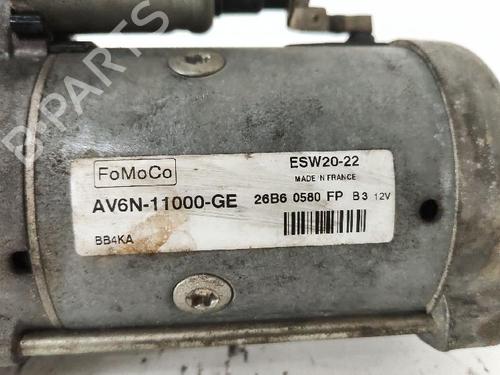 B-PARTS
FoMoCo
ESW20-22
MADE IN FRANCE
AV6N-11000-GE 26B6 0580 FP B3 12V
BB4KA